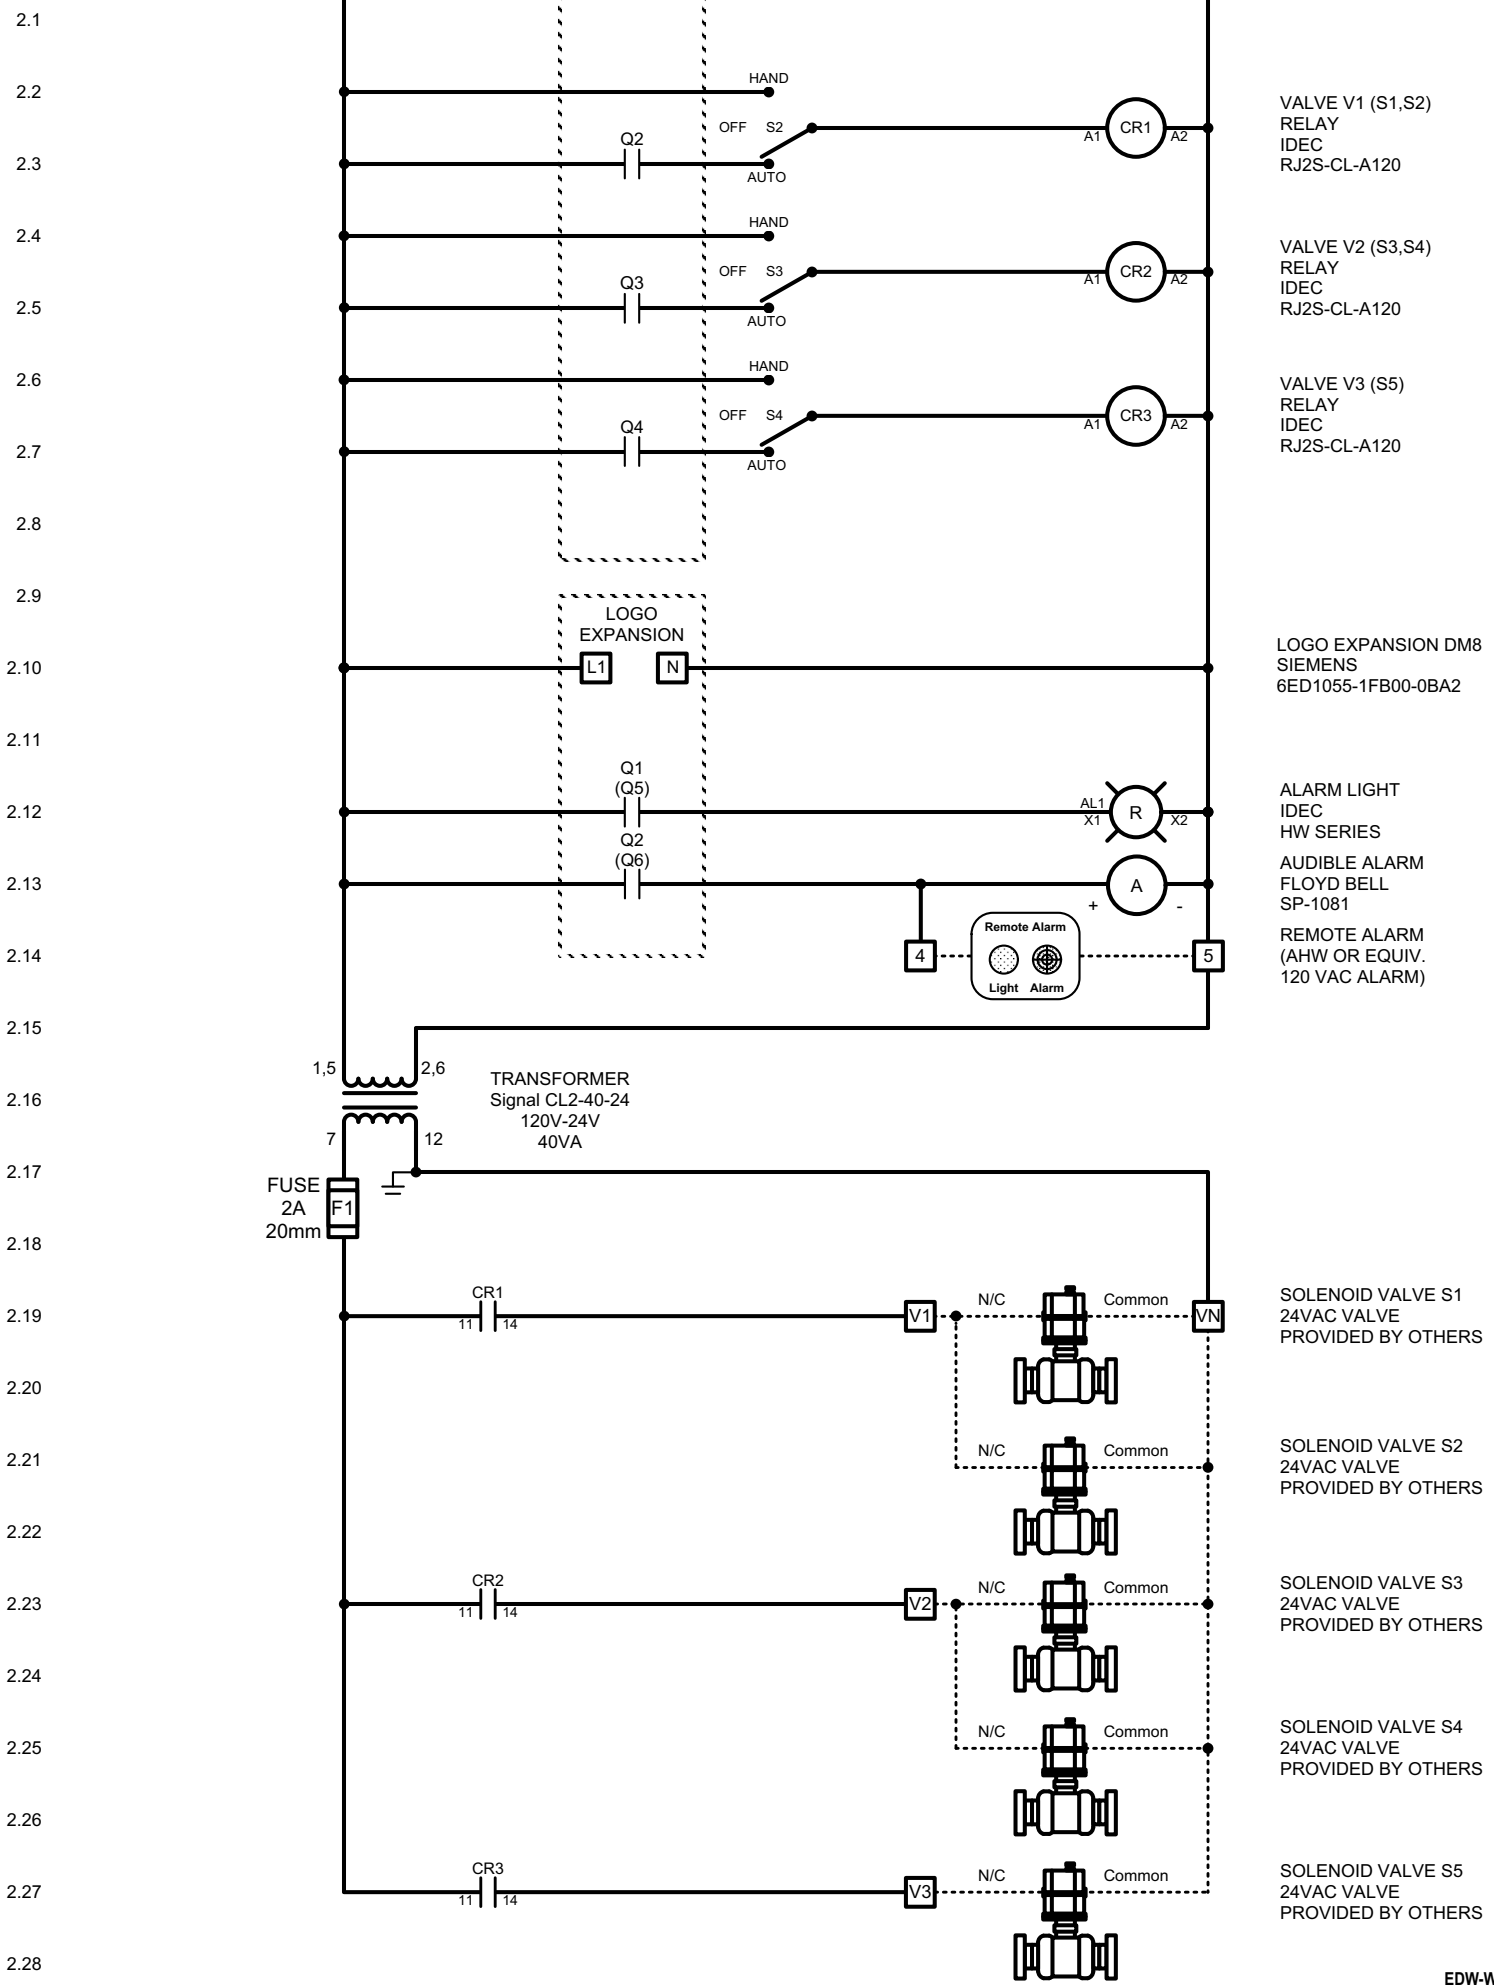 2.1
2.2
HAND
VALVE V1 (S1,S2)
RELAY
IDEC
RJ2S-CL-A120
OFF S2
A1 CR1 A2
Q2
2.3
AUTO
2.4
HAND
VALVE V2 (S3,S4)
RELAY
IDEC
RJ2S-CL-A120
OFF S3
A1 CR2 A2
Q3
2.5
AUTO
2.6
HAND
VALVE V3 (S5)
RELAY
IDEC
RJ2S-CL-A120
OFF S4
A1 CR3 A2
Q4
2.7
AUTO
2.8
2.9
LOGO
EXPANSION
2.10
L1 N
LOGO EXPANSION DM8
SIEMENS
6ED1055-1FB00-0BA2
2.11
Q1
(Q5)
2.12
AL1
X1 R X2
ALARM LIGHT
IDEC
HW SERIES
Q2
(Q6)
2.13
A
+ -
AUDIBLE ALARM
FLOYD BELL
SP-1081
2.14
4
Remote Alarm
Light Alarm
5
REMOTE ALARM
(AHW OR EQUIV.
120 VAC ALARM)
2.15
1,5 2,6
2.16
TRANSFORMER
Signal CL2-40-24
120V-24V
40VA
7 12
2.17
FUSE
2A
20mm
F1
2.18
2.19
CR1
11 14
V1
N/C Common
VN
SOLENOID VALVE S1
24VAC VALVE
PROVIDED BY OTHERS
2.20
2.21
N/C Common
SOLENOID VALVE S2
24VAC VALVE
PROVIDED BY OTHERS
2.22
2.23
CR2
11 14
V2
N/C Common
SOLENOID VALVE S3
24VAC VALVE
PROVIDED BY OTHERS
2.24
2.25
N/C Common
SOLENOID VALVE S4
24VAC VALVE
PROVIDED BY OTHERS
2.26
2.27
CR3
11 14
V3
N/C Common
SOLENOID VALVE S5
24VAC VALVE
PROVIDED BY OTHERS
2.28